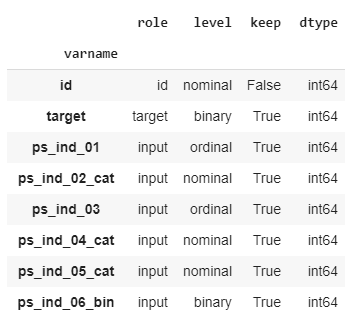 role level keep dtype
varname
id id nominal False int64
target target binary True int64
ps_ind_01 input ordinal True int64
ps_ind_02_cat input nominal True int64
ps_ind_03 input ordinal True int64
ps_ind_04_cat input nominal True int64
ps_ind_05_cat input nominal True int64
ps_ind_06_bin input binary True int64